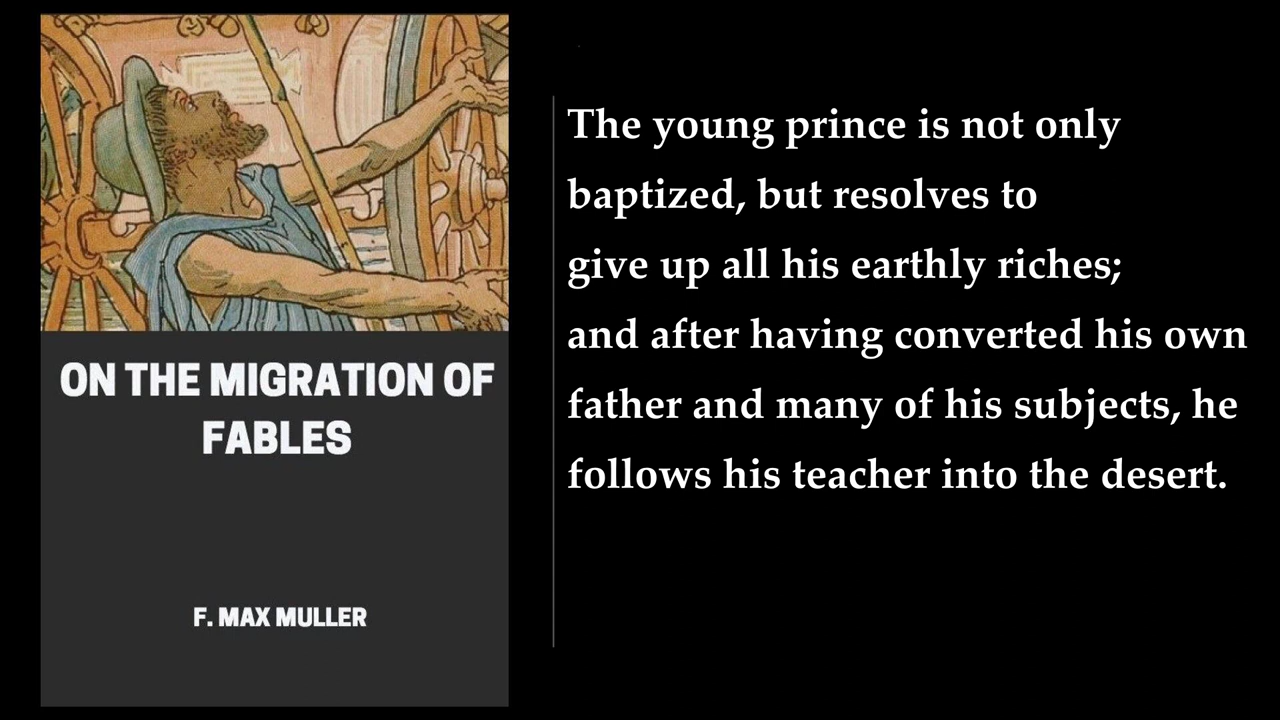 ON THE MIGRATION OF
FABLES
F. MAX MULLER
The young prince is not only
baptized, but resolves to
give up all his earthly riches;
and after having converted his own
father and many of his subjects, he
follows his teacher into the desert.